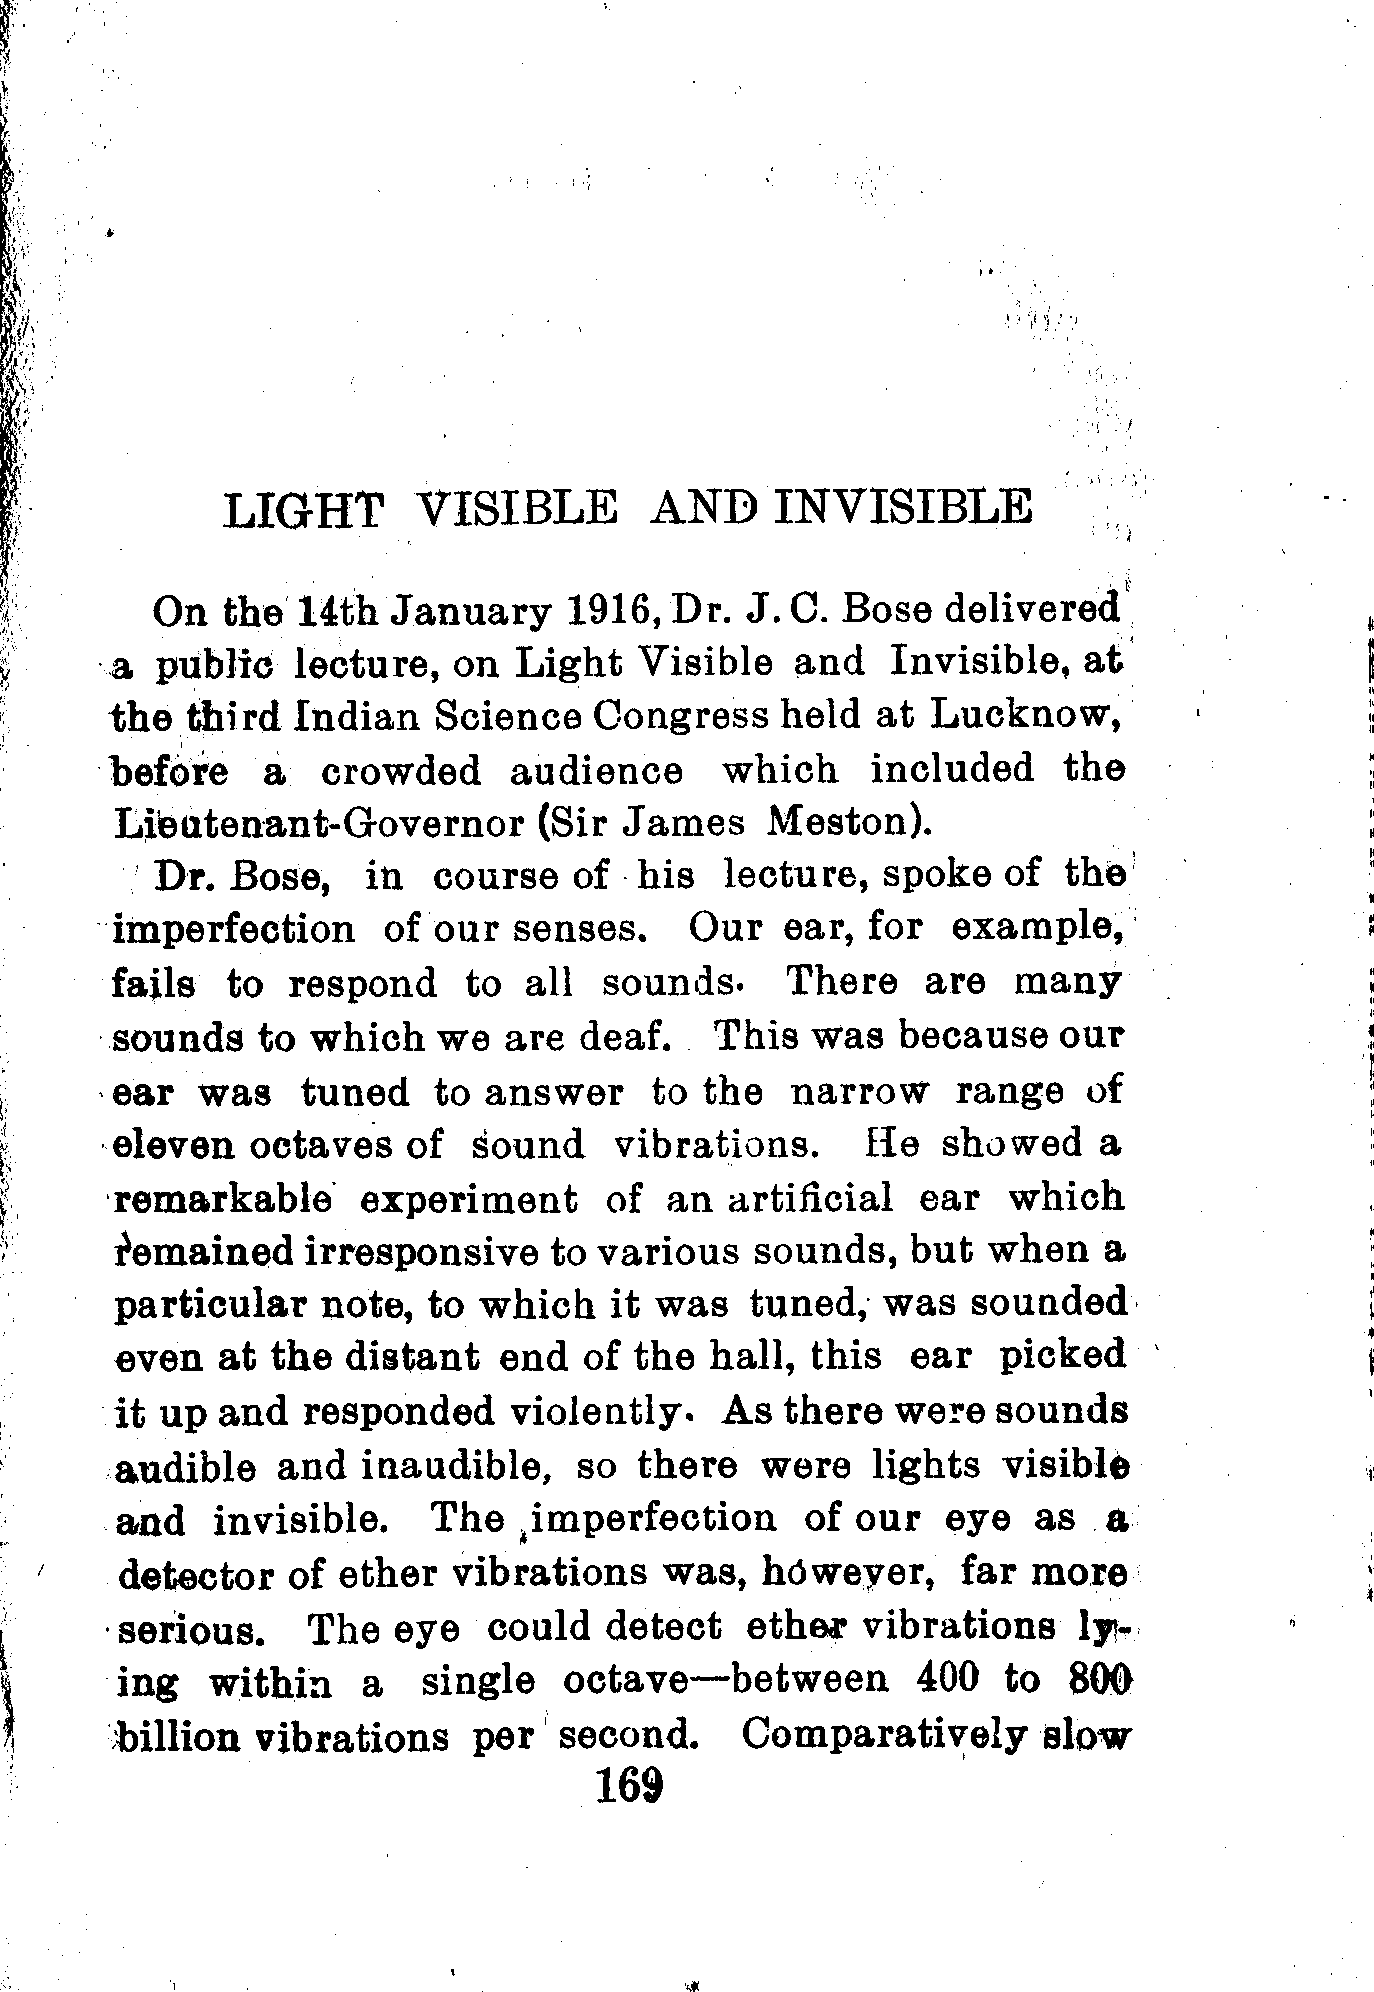 LIGHT VISIBLE AND INVISIBLE
On the 14th January 1916, Dr. J. C. Bose delivered
a public lecture, on Light Visible and Invisible, at
the third Indian Science Congress held at Lucknow,
before a crowded audience which included the
Lieutenant-Governor (Sir James Meston).
Dr. Bose, in course of his lecture, spoke of the
imperfection of our senses. Our ear, for example,
fails to respond to all sounds. There are many
sounds to which we are deaf. This was because our
ear was tuned to answer to the narrow range of
eleven octaves of sound vibrations. He showed a
remarkable experiment of an artificial ear which
remained irresponsive to various sounds, but when a
particular note, to which it was tuned, was sounded
even at the distant end of the hall, this ear picked
it up and responded violently. As there were sounds
audible and inaudible, so there were lights visible
and invisible. The imperfection of our eye as a
detector of ether vibrations was, however, far more
serious. The eye could detect ether vibrations ly-
ing within a single octave—between 400 to 800
billion vibrations per second. Comparatively slow
169